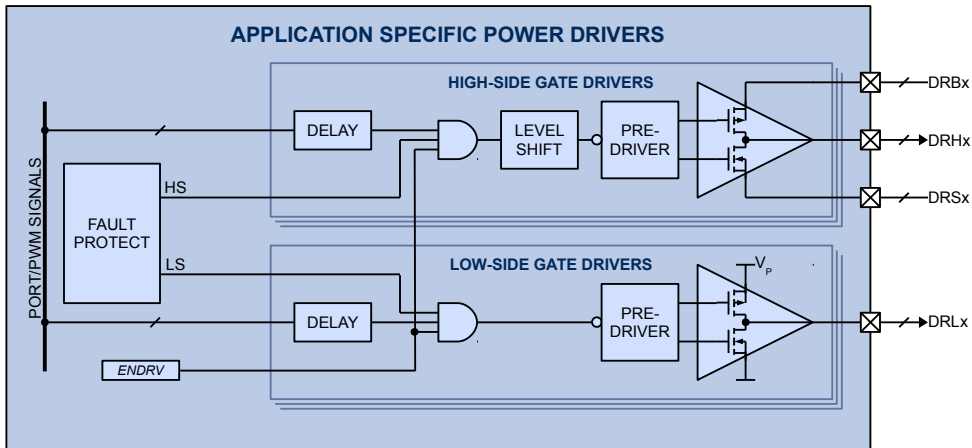 APPLICATION SPECIFIC POWER DRIVERS
HIGH-SIDE GATE DRIVERS
DRBx
DELAY
LEVEL
SHIFT
PRE-
DRIVER
DRHx
PORT/PWM SIGNALS
HS
DRSx
FAULT
PROTECT
LS
LOW-SIDE GATE DRIVERS
VP
DELAY
PRE-
DRIVER
DRLx
ENDRV